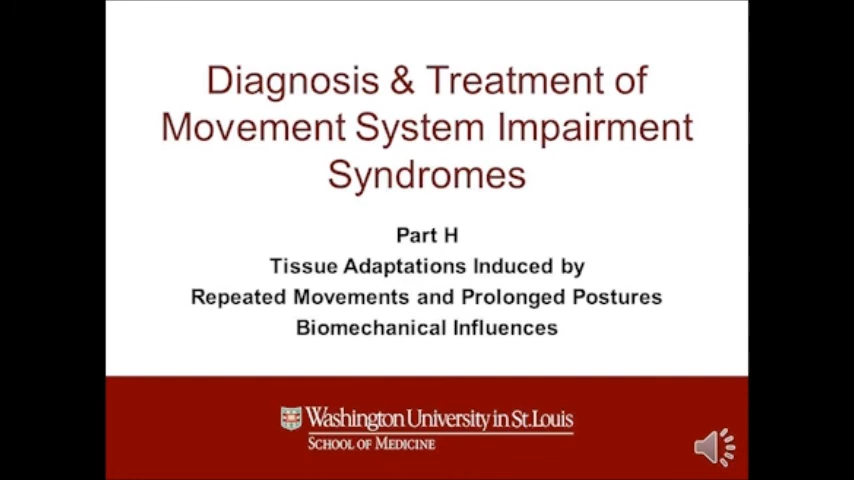 Diagnosis & Treatment of
Movement System Impairment
Syndromes
Part H
Tissue Adaptations Induced by
Repeated Movements and Prolonged Postures
Biomechanical Influences
Washington University in St. Louis
SCHOOL OF MEDICINE